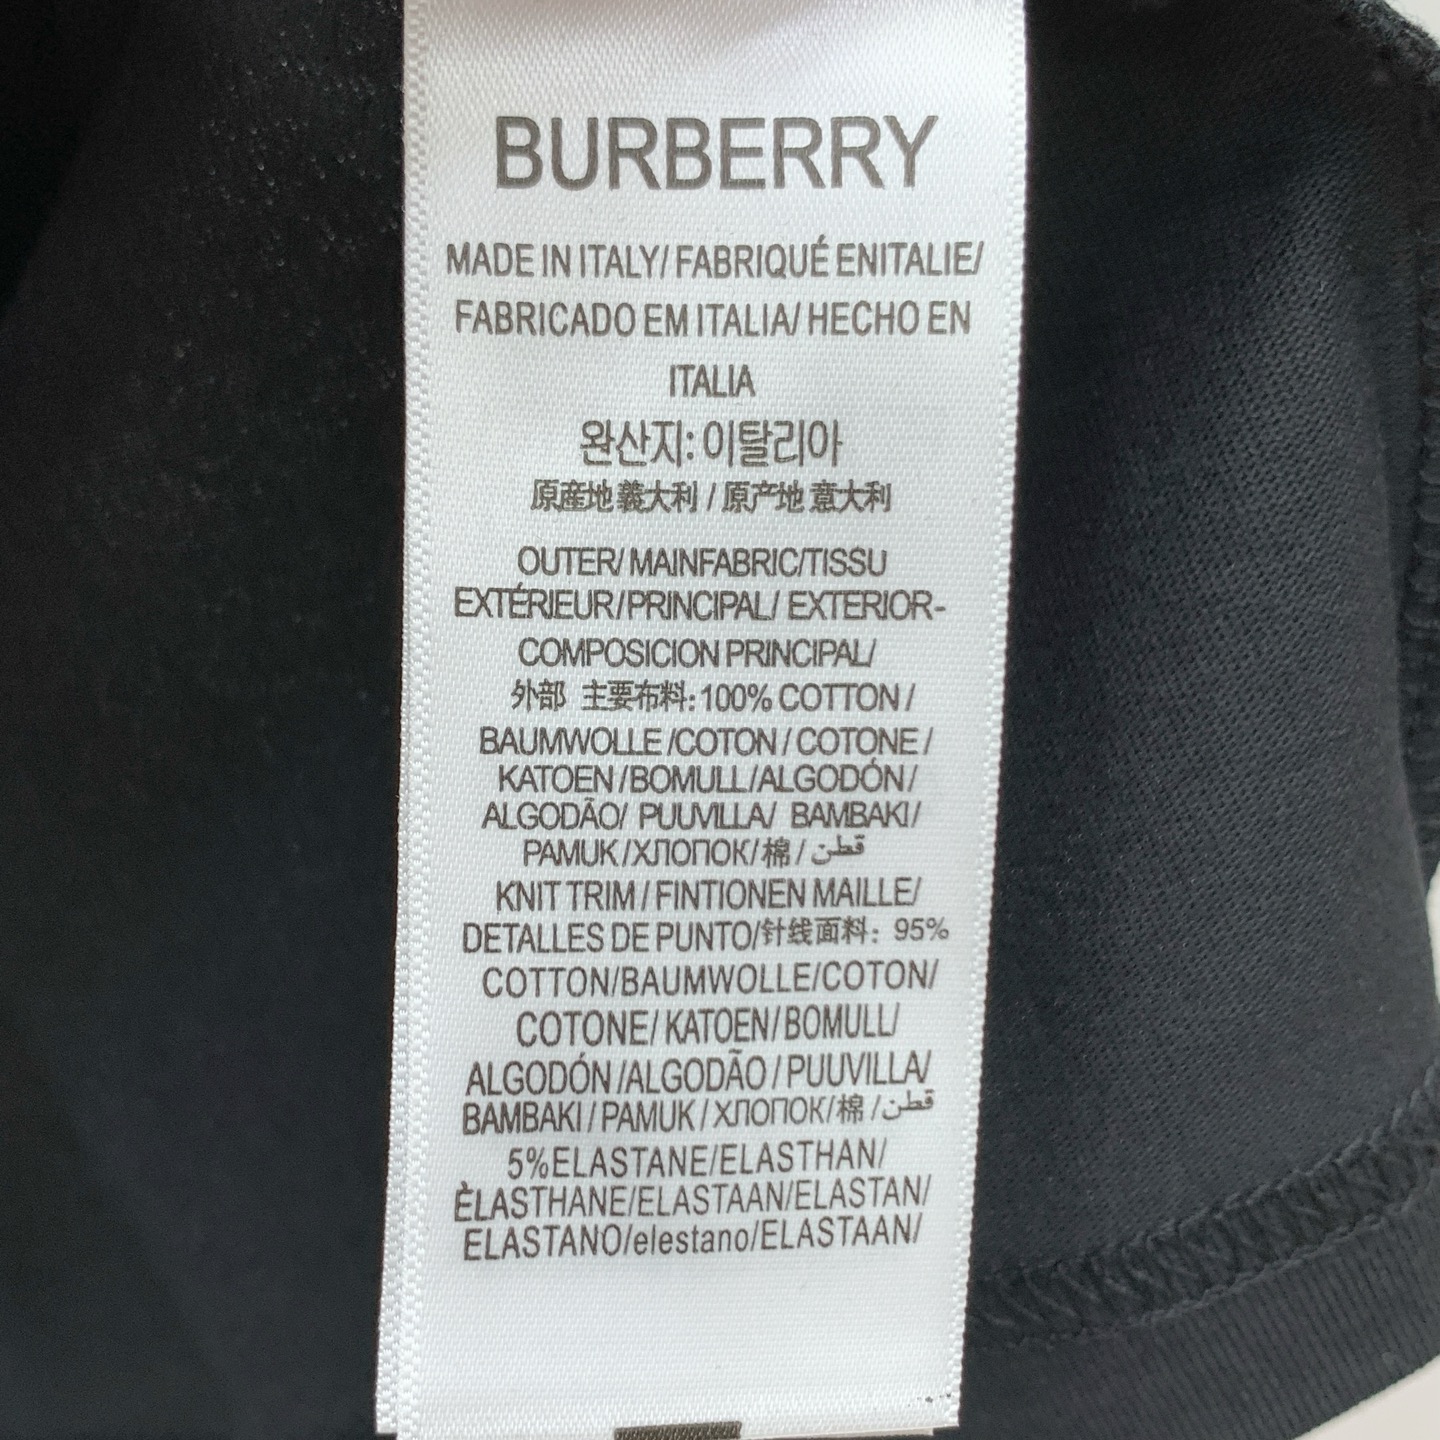 BURBERRY
MADE IN ITALY/ FABRIQUÉ ENITALIE/
FABRICADO EM ITALIA/ HECHO EN
ITALIA
완산지: 이탈리아
原産地 義大利 / 原产地 意大利
OUTER/ MAINFABRIC/TISSU
EXTÉRIEUR/PRINCIPAL/ EXTERIOR-
COMPOSICION PRINCIPAL/
外部 主要布料: 100% COTTON /
BAUMWOLLE /COTON / COTONE /
KATOEN /BOMULL/ALGODÓN /
ALGODÃO/ PUUVILLA/ BAMBAKI /
PAMUK /ХЛОПОК/棉 / قطن
KNIT TRIM / FINTIONEN MAILLE/
DETALLES DE PUNTO/针线面料: 95%
COTTON/BAUMWOLLE/COTON/
COTONE/ KATOEN/BOMULL/
ALGODÓN /ALGODÃO / PUUVILLA/
BAMBAKI / PAMUK / ХЛОПОК/棉 /قطن
5%ELASTANE/ELASTHAN/
ÈLASTHANE/ELASTAAN/ELASTAN/
ELASTANO/elestano/ELASTAAN/